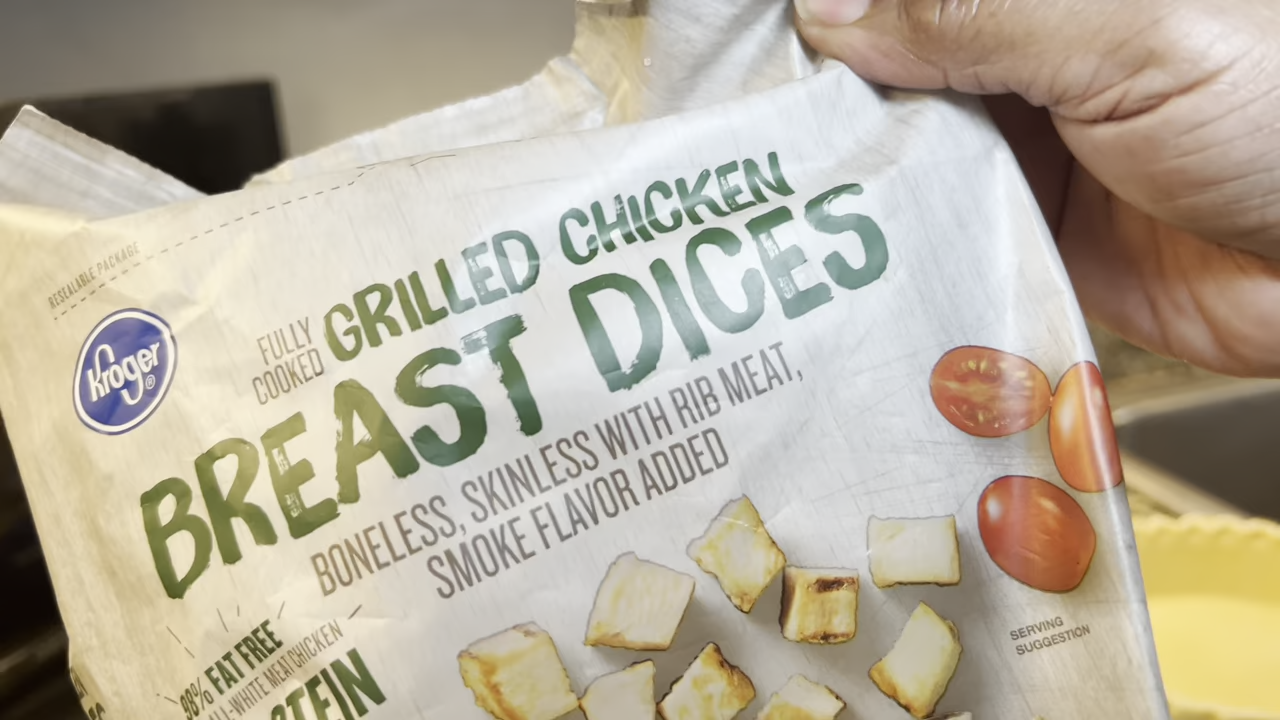 RESEALABLE PACKAGE
Kroger®
FULLY
COOKED
GRILLED CHICKEN
BREAST DICES
BONELESS, SKINLESS WITH RIB MEAT,
SMOKE FLAVOR ADDED
98% FAT FREE
ALL-WHITE MEAT CHICKEN
SERVING
SUGGESTION